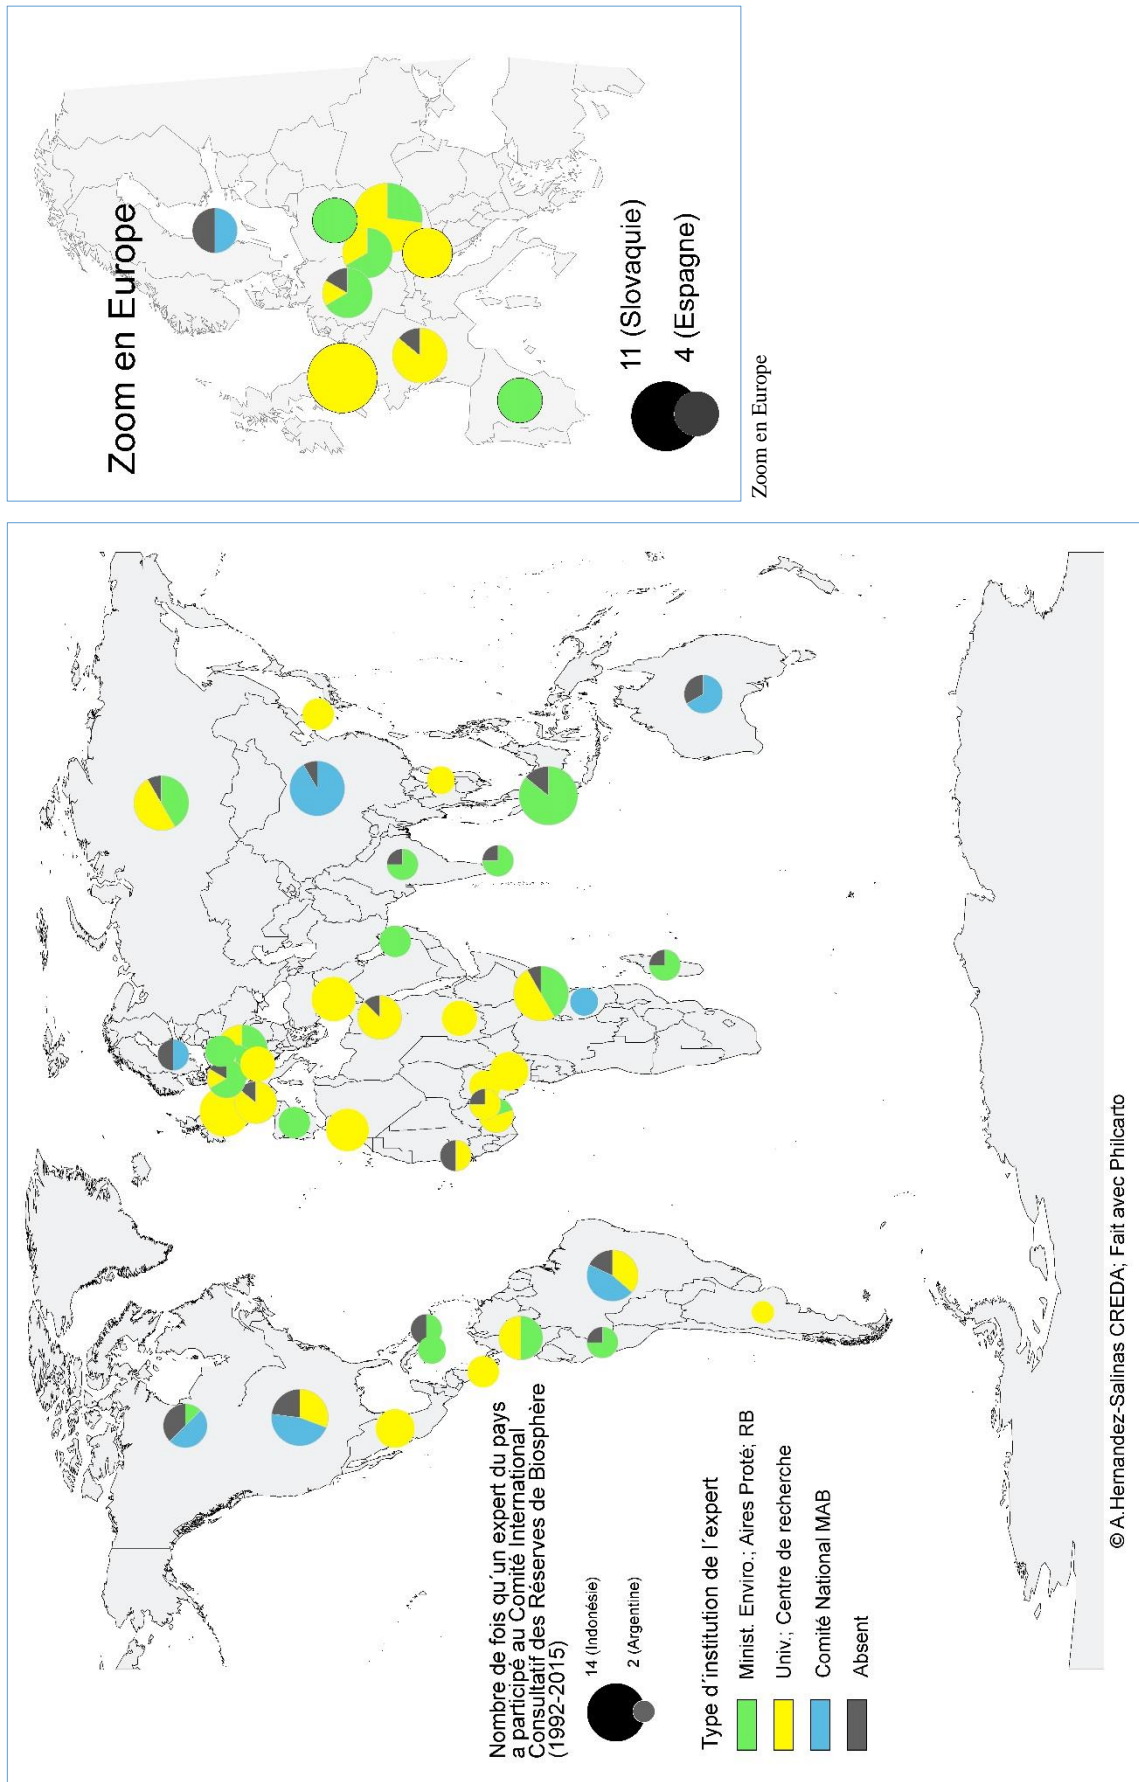 Nombre de fois qu´un expert du pays
a participé au Comité International
Consultatif des Réserves de Biosphère
(1992-2015)
14 (Indonésie)
2 (Argentine)
Type d´institution de l´expert
Minist. Enviro.; Aires Proté; RB
Univ.; Centre de recherche
Comité National MAB
Absent
© A.Hernandez-Salinas CREDA; Fait avec Philcarto
Zoom en Europe
11 (Slovaquie)
4 (Espagne)
Zoom en Europe